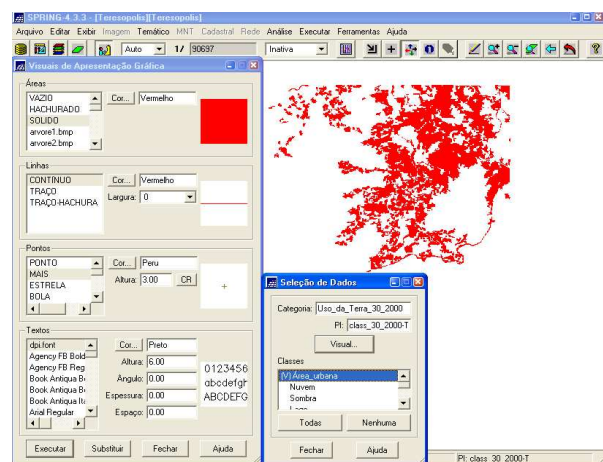 SPRING-4.3.3 - [Teresopolis][Teresopolis]
Arquivo Editar Exibir Imagem Temático MNT Cadastral Rede Análise Executar Ferramentas Ajuda
Auto 1/ 90697 Inativa
Visuais de Apresentação Gráfica
Áreas
VAZIO
HACHURADO
SOLIDO
arvore1.bmp
arvore2.bmp
Cor... Vermelho
Linhas
CONTÍNUO
TRAÇO
TRAÇO-HACHURA
Cor... Vermelho
Largura: 0
Pontos
PONTO
MAIS
ESTRELA
BOLA
Cor... Peru
Altura: 3.00 CR
Textos
dpi.font
Agency FB Bold
Agency FB Reg
Book Antiqua B
Book Antiqua B
Book Antiqua Ita
Arial Regular
Cor... Preto
Altura: 6.00
Ângulo: 0.00
Espessura: 0.00
Espaço: 0.00
0123456
abcdefgh
ABCDEFG
Executar Substituir Fechar Ajuda
Seleção de Dados
Categoria: Uso_da_Terra_30_2000
PI: class_30_2000-T
Visual...
Classes
(V) Área_urbana
Nuvem
Sombra
Todas Nenhuma
Fechar Ajuda
PI: class_30_2000-T